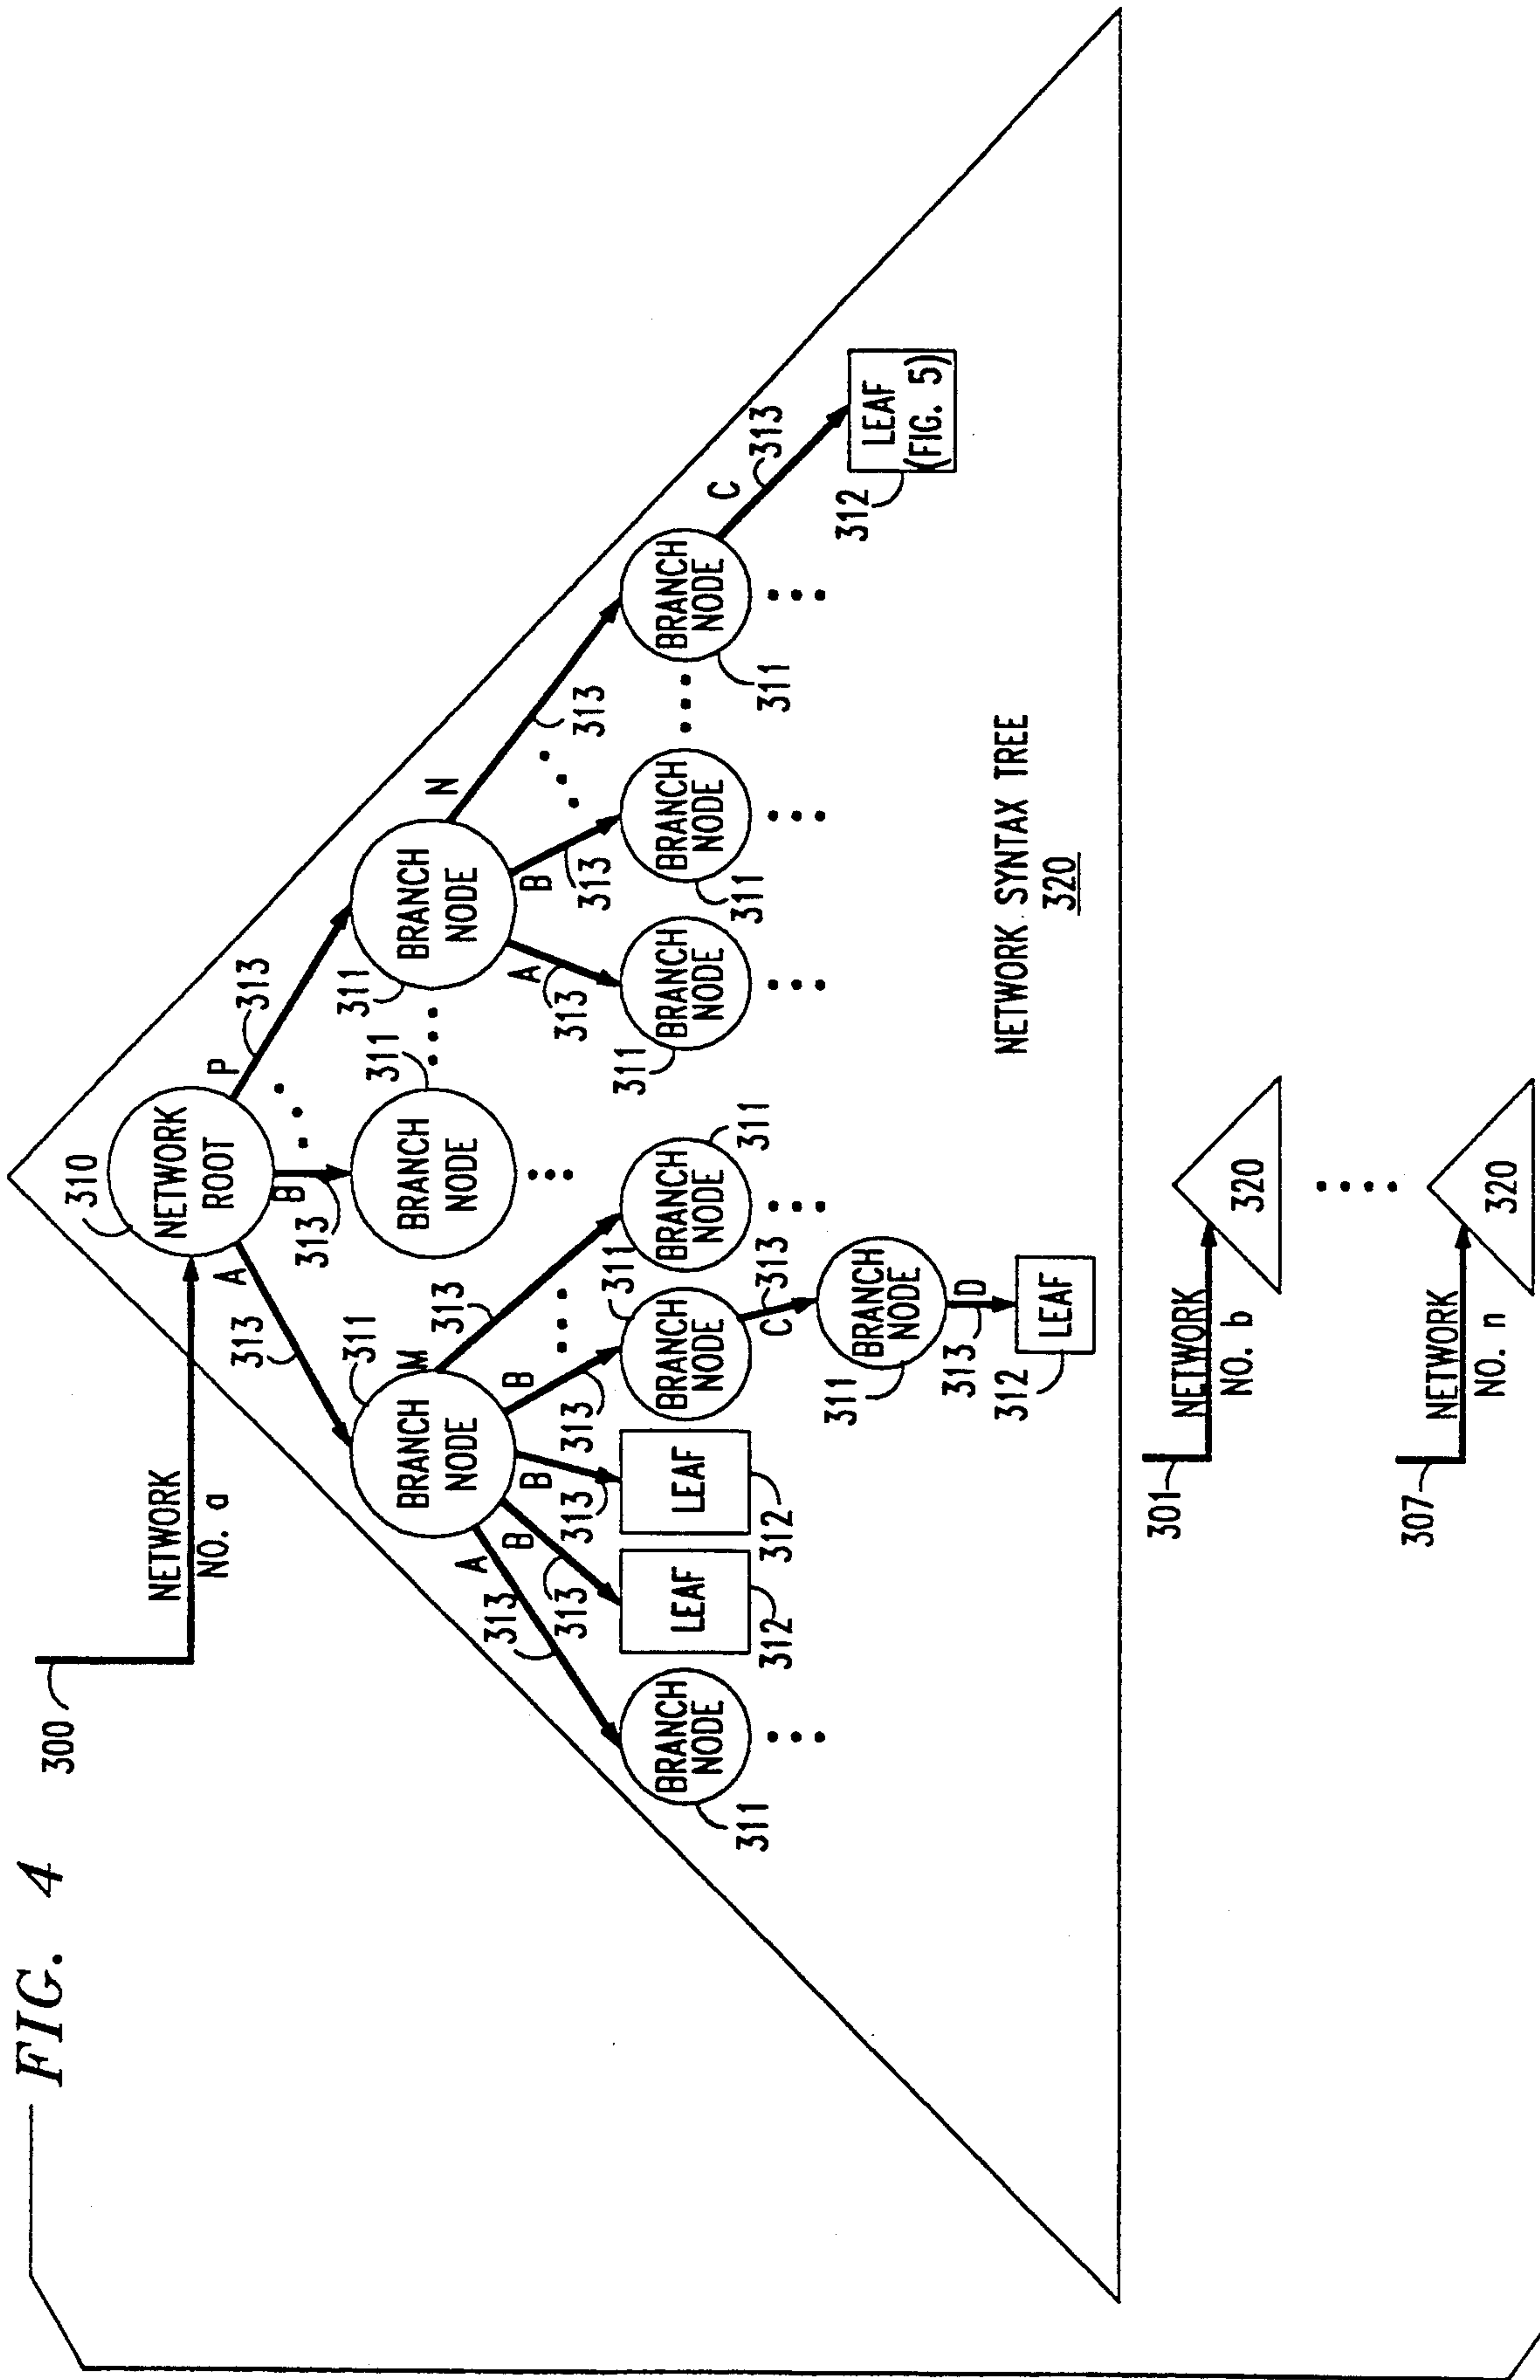 FIG. 4
300
NETWORK
NO. a
310
NETWORK
ROOT
A
313
B
313
P
313
311
BRANCH
NODE
311
BRANCH
NODE
311
BRANCH
NODE
A
313
B
313
B
313
B
313
M
313
A
313
B
313
N
313
311
BRANCH
NODE
LEAF
312
LEAF
312
311
BRANCH
NODE
BRANCH
NODE
311
311
BRANCH
NODE
BRANCH
NODE
311
BRANCH
NODE
311
C
313
C
313
BRANCH
NODE
311
LEAF
(FIG. 5)
312
D
313
LEAF
312
NETWORK SYNTAX TREE
320
301
NETWORK
NO. b
320
307
NETWORK
NO. n
320